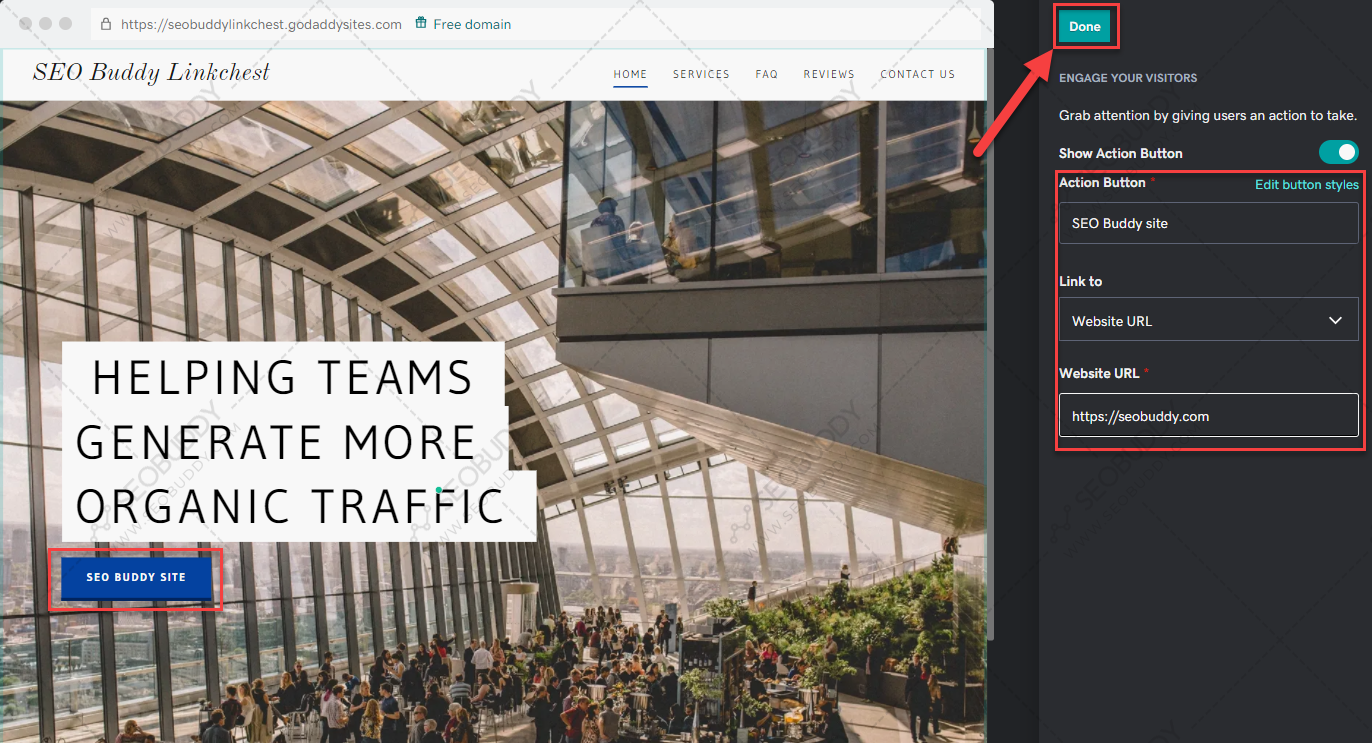 https://seobuddylinkchest.godaddysites.com Free domain
SEO Buddy Linkchest
HOME SERVICES FAQ REVIEWS CONTACT US
HELPING TEAMS
GENERATE MORE
ORGANIC TRAFFIC
SEO BUDDY SITE
Done
ENGAGE YOUR VISITORS
Grab attention by giving users an action to take.
Show Action Button
Action Button * Edit button styles
SEO Buddy site
Link to
Website URL
Website URL *
https://seobuddy.com
SEOBUDDY
WWW.SEOBUDDY.COM